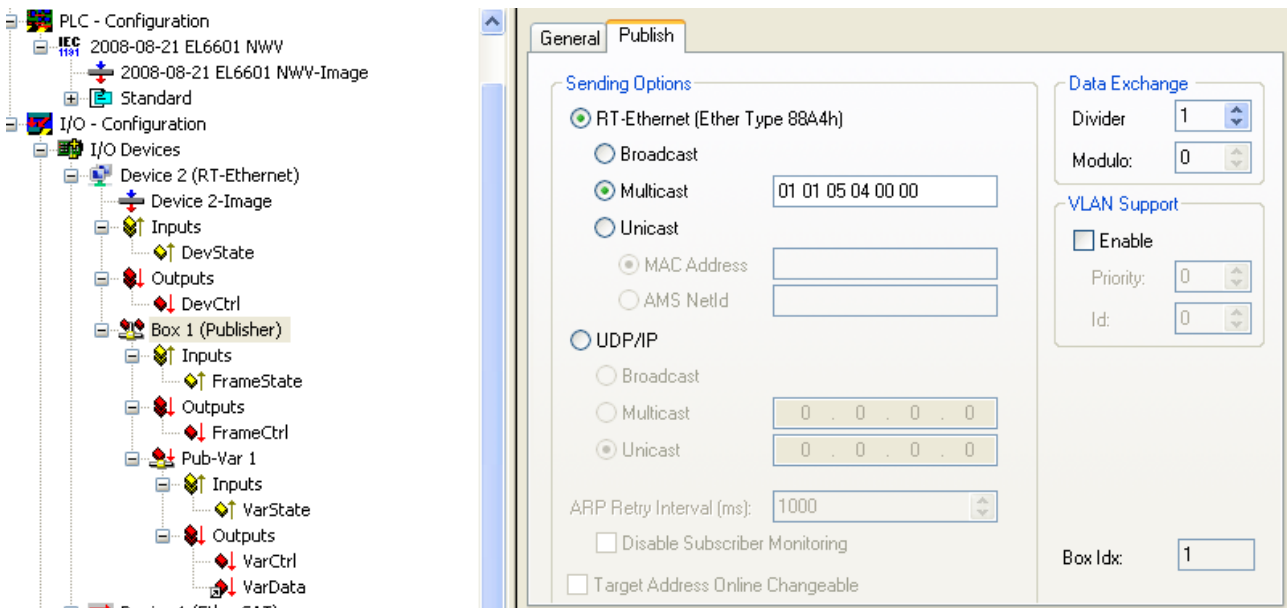 PLC - Configuration
IEC 1131
2008-08-21 EL6601 NWV
2008-08-21 EL6601 NWV-Image
Standard
I/O - Configuration
I/O Devices
Device 2 (RT-Ethernet)
Device 2-Image
Inputs
DevState
Outputs
DevCtrl
Box 1 (Publisher)
Inputs
FrameState
Outputs
FrameCtrl
Pub-Var 1
Inputs
VarState
Outputs
VarCtrl
VarData
General Publish
Sending Options
RT-Ethernet (Ether Type 88A4h)
Broadcast
Multicast 01 01 05 04 00 00
Unicast
MAC Address
AMS NetId
UDP/IP
Broadcast
Multicast 0 . 0 . 0 . 0
Unicast 0 . 0 . 0 . 0
ARP Retry Interval (ms): 1000
Disable Subscriber Monitoring
Target Address Online Changeable
Data Exchange
Divider 1
Modulo: 0
VLAN Support
Enable
Priority: 0
Id: 0
Box Idx: 1